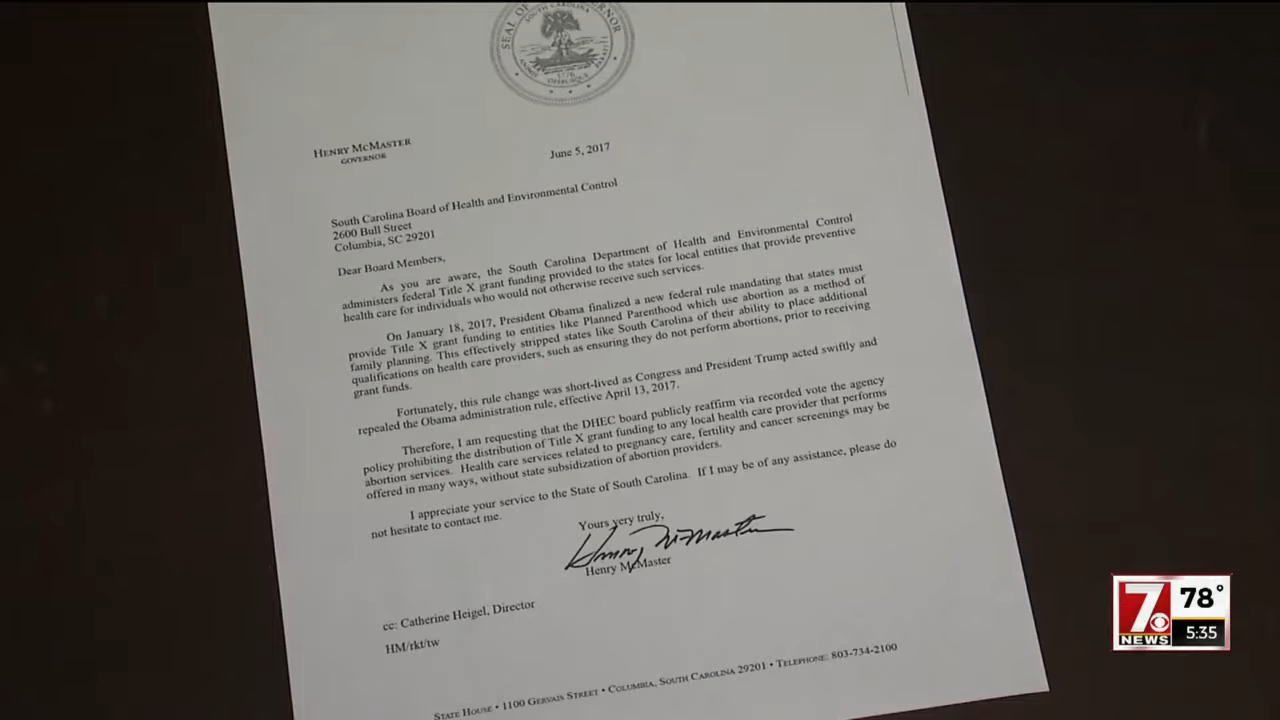 SEAL OF GOVERNOR
SOUTH CAROLINA
1776
HENRY MCMASTER
GOVERNOR
June 5, 2017
South Carolina Board of Health and Environmental Control
2600 Bull Street
Columbia, SC 29201
Dear Board Members,
As you are aware, the South Carolina Department of Health and Environmental Control
administers federal Title X grant funding provided to the states for local entities that provide preventive
health care for individuals who would not otherwise receive such services.
On January 18, 2017, President Obama finalized a new federal rule mandating that states must
provide Title X grant funding to entities like Planned Parenthood which use abortion as a method of
family planning. This effectively stripped states like South Carolina of their ability to place additional
qualifications on health care providers, such as ensuring they do not perform abortions, prior to receiving
grant funds.
Fortunately, this rule change was short-lived as Congress and President Trump acted swiftly and
repealed the Obama administration rule, effective April 13, 2017.
Therefore, I am requesting that the DHEC board publicly reaffirm via recorded vote the agency
policy prohibiting the distribution of Title X grant funding to any local health care provider that performs
abortion services. Health care services related to pregnancy care, fertility and cancer screenings may be
offered in many ways, without state subsidization of abortion providers.
I appreciate your service to the State of South Carolina. If I may be of any assistance, please do
not hesitate to contact me.
Yours very truly,
Henry McMaster
Henry McMaster
cc: Catherine Heigel, Director
HM/rkt/tw
STATE HOUSE • 1100 GERVAIS STREET • COLUMBIA, SOUTH CAROLINA 29201 • TELEPHONE: 803-734-2100
7
NEWS
78°
5:35